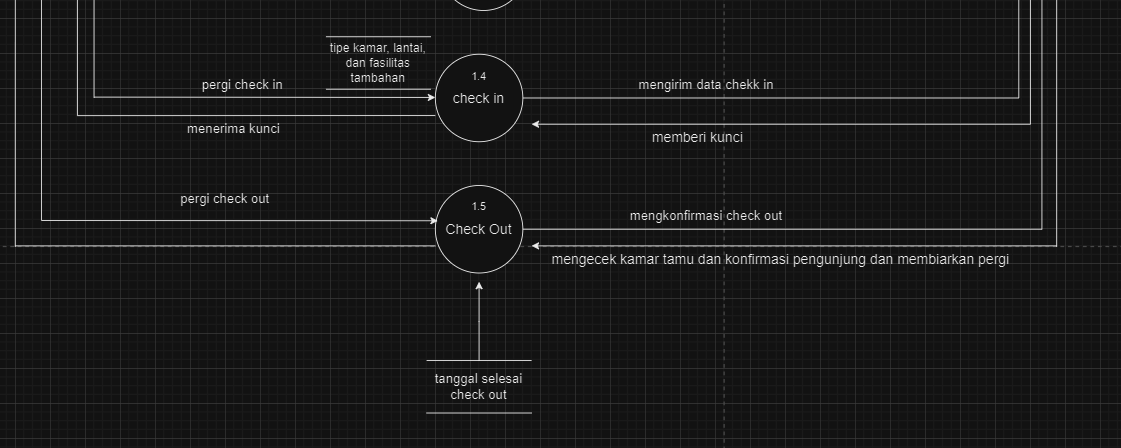 tipe kamar, lantai,
dan fasilitas
tambahan
1.4
check in
pergi check in
menerima kunci
mengirim data chekk in
memberi kunci
pergi check out
1.5
Check Out
mengkonfirmasi check out
mengecek kamar tamu dan konfirmasi pengunjung dan membiarkan pergi
tanggal selesai
check out